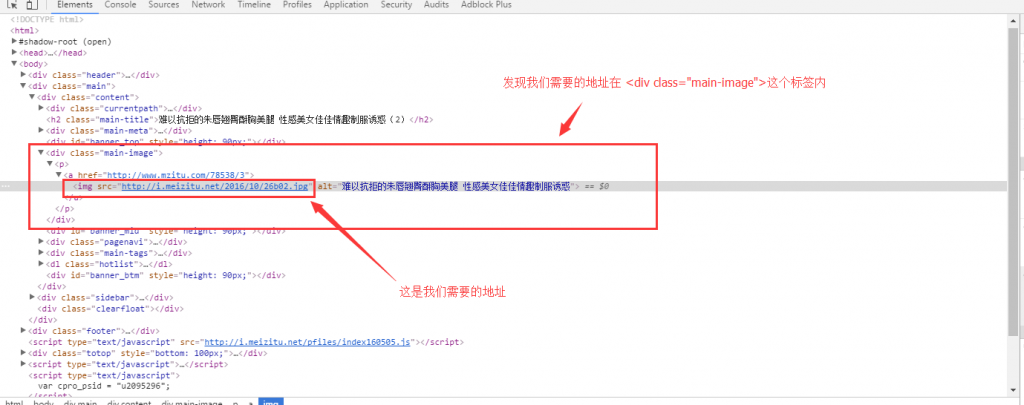 Elements Console Sources Network Timeline Profiles Application Security Audits Adblock Plus
<!DOCTYPE html>
<html>
▶#shadow-root (open)
▶<head>…</head>
▼<body>
▶<div class="header">…</div>
▼<div class="main">
▼<div class="content">
▶<div class="currentpath">…</div>
<h2 class="main-title">难以抗拒的朱唇翘臀酥胸美腿 性感美女佳佳情趣制服诱惑（2）</h2>
▶<div class="main-meta">…</div>
<div id="banner_top" style="height: 90px;"></div>
▼<div class="main-image">
▼<p>
▼<a href="http://www.mzitu.com/78538/3">
<img src="http://i.meizitu.net/2016/10/26b02.jpg" alt="难以抗拒的朱唇翘臀酥胸美腿 性感美女佳佳情趣制服诱惑"> == $0
</a>
</p>
</div>
<div id="banner_mid" style="height: 90px;"></div>
▶<div class="pagenavi">…</div>
▶<div class="main-tags">…</div>
▶<dl class="hotlist">…</dl>
<div id="banner_btm" style="height: 90px;"></div>
</div>
▶<div class="sidebar">…</div>
<div class="clearfloat"></div>
</div>
▶<div class="footer">…</div>
<script type="text/javascript" src="http://i.meizitu.net/pfiles/index160505.js"></script>
▶<div class="totop" style="bottom: 100px;">…</div>
▶<script type="text/javascript">…</script>
▼<script type="text/javascript">
var cpro_psid = "u2095296";
</script>
html body div.main div.content div.main-image p a img
发现我们需要的地址在 <div class="main-image">这个标签内
这是我们需要的地址